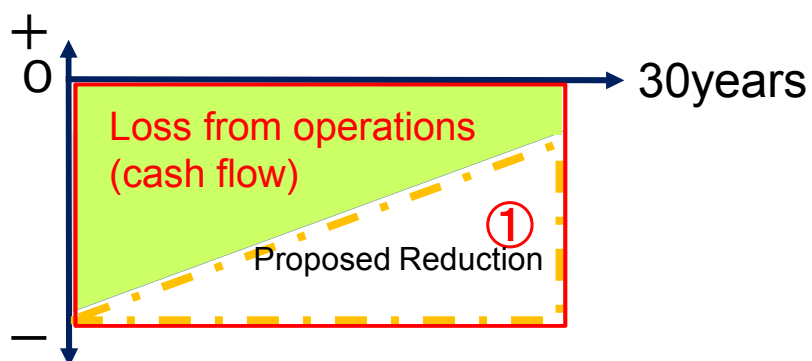 +
0
30years
Loss from operations
(cash flow)
①
Proposed Reduction
−